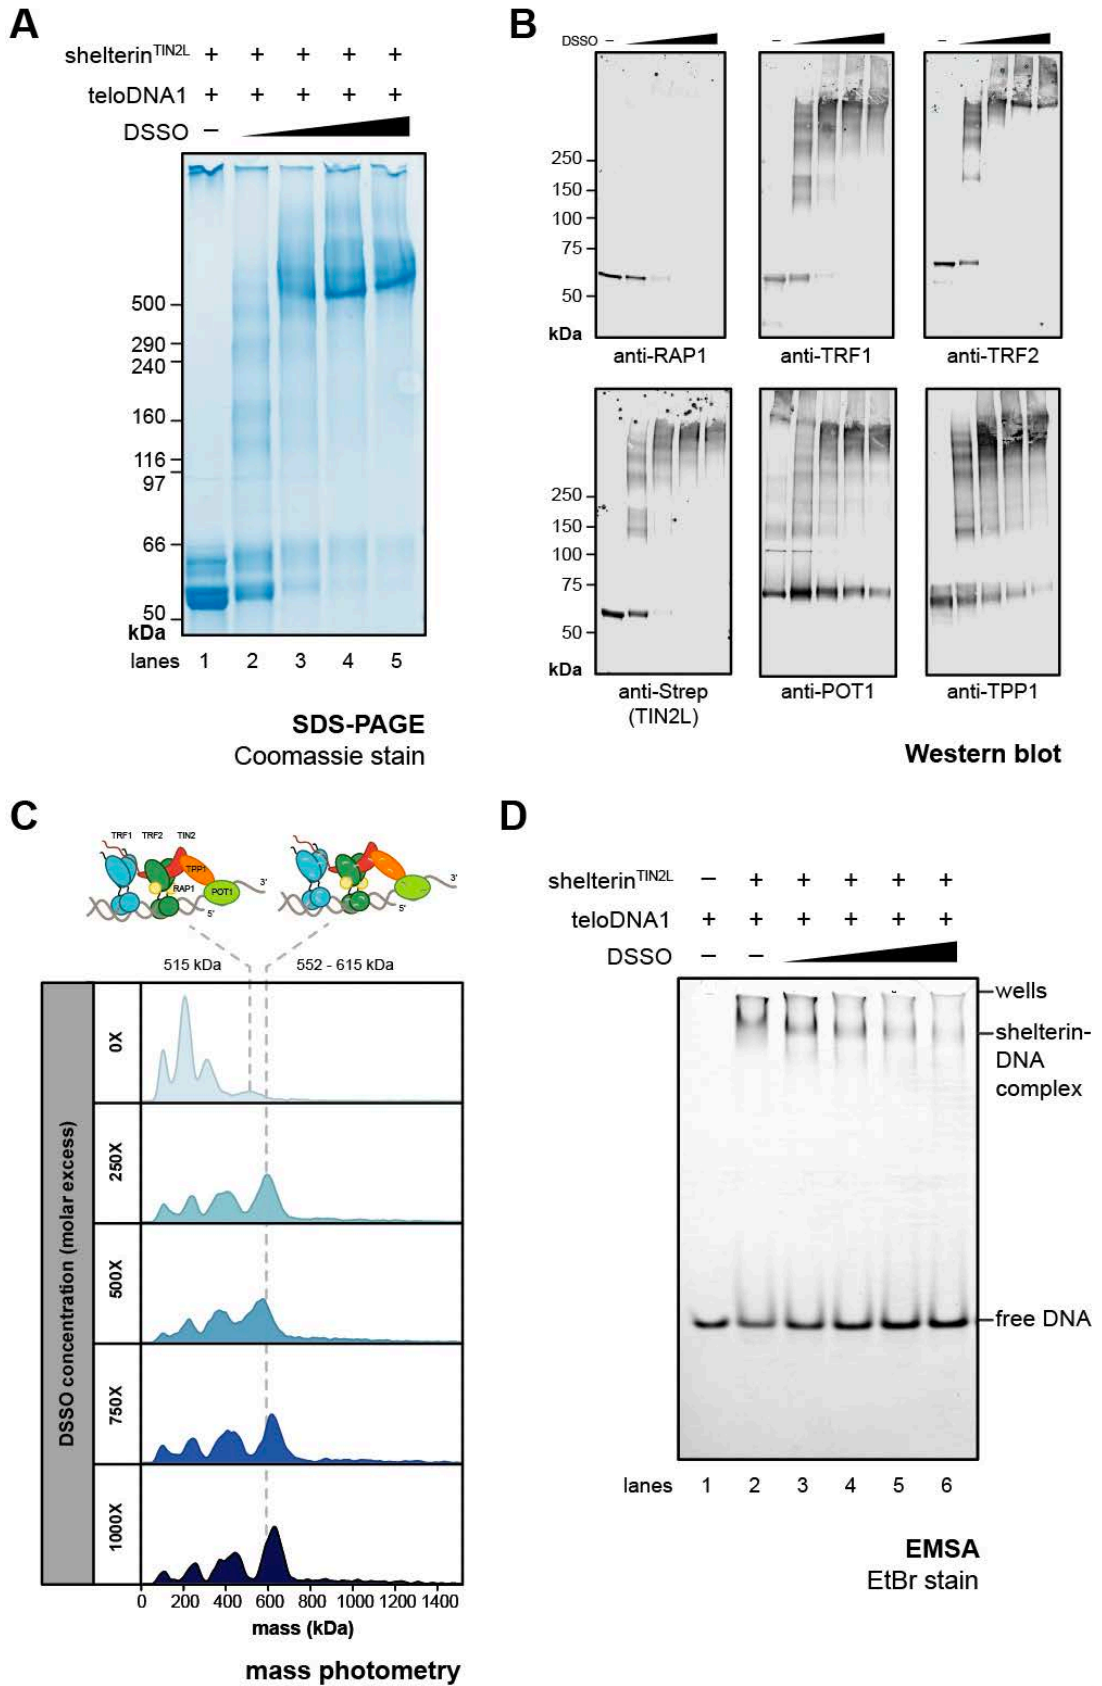 A
shelterinTIN2L + + + + +
teloDNA1 + + + + +
DSSO –
500
290
240
160
116
97
66
50
kDa
lanes 1 2 3 4 5
SDS-PAGE
Coomassie stain
B
DSSO – – –
250
150
100
75
50
kDa
anti-RAP1 anti-TRF1 anti-TRF2
250
150
100
75
50
kDa
anti-Strep
(TIN2L)
anti-POT1 anti-TPP1
Western blot
C
TRF1 TRF2 TIN2
TPP1
RAP1
POT1
3'
5'
3'
5'
515 kDa 552 - 615 kDa
DSSO concentration (molar excess)
0X
250X
500X
750X
1000X
0 200 400 600 800 1000 1200 1400
mass (kDa)
mass photometry
D
shelterinTIN2L – + + + + +
teloDNA1 + + + + + +
DSSO – –
wells
shelterin-
DNA
complex
free DNA
lanes 1 2 3 4 5 6
EMSA
EtBr stain